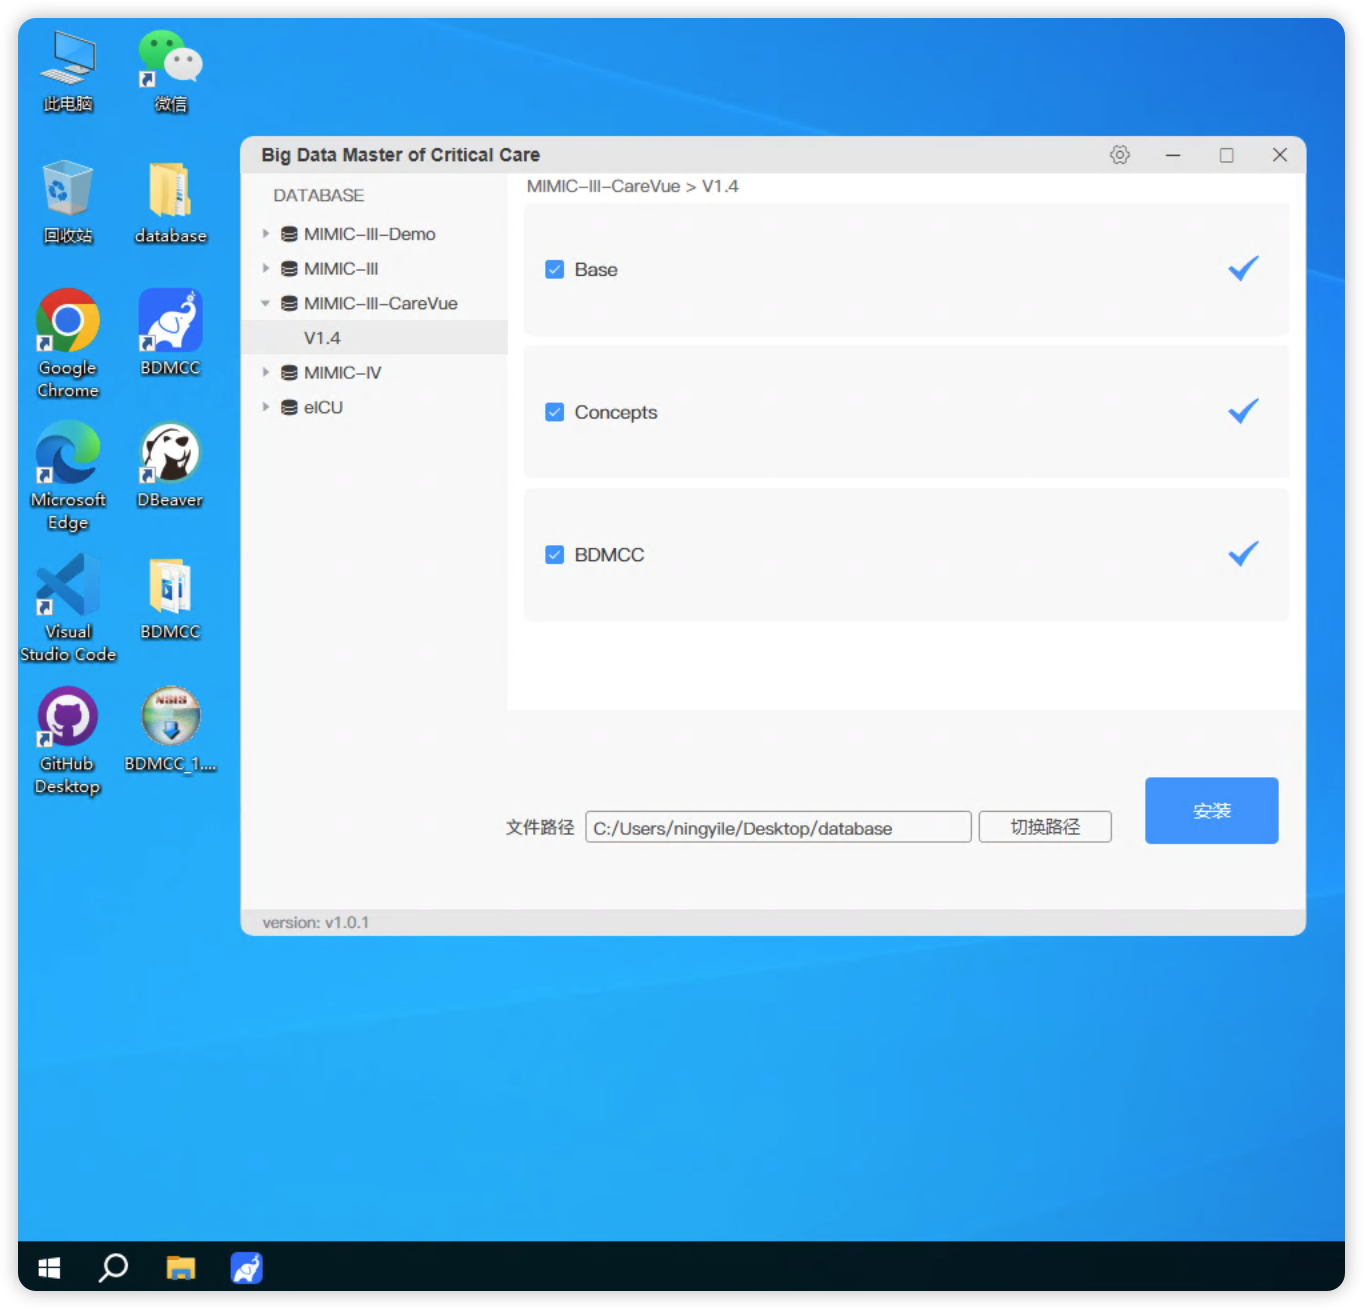 此电脑
微信
回收站
database
Google
Chrome
BDMCC
Microsoft
Edge
DBeaver
Visual
Studio Code
BDMCC
GitHub
Desktop
NSIS
BDMCC_1....
Big Data Master of Critical Care
DATABASE
MIMIC-III-Demo
MIMIC-III
MIMIC-III-CareVue
V1.4
MIMIC-IV
eICU
MIMIC-III-CareVue > V1.4
Base
Concepts
BDMCC
文件路径
C:/Users/ningyile/Desktop/database
切换路径
安装
version: v1.0.1